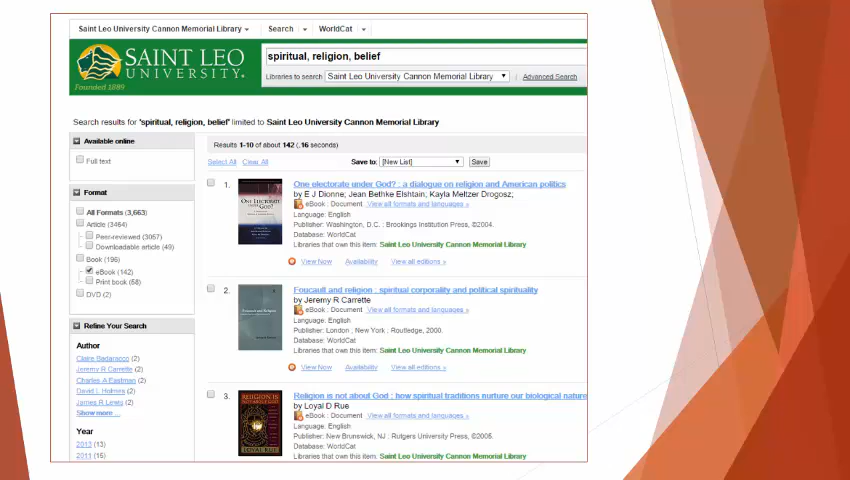 Saint Leo University Cannon Memorial Library Search WorldCat
SAINT LEO
UNIVERSITY.
Founded 1889
spiritual, religion, belief
Libraries to search Saint Leo University Cannon Memorial Library | Advanced Search
Search results for 'spiritual, religion, belief' limited to Saint Leo University Cannon Memorial Library
Available online
Full text
Format
All Formats (3,663)
Article (3464)
Peer-reviewed (3057)
Downloadable article (49)
Book (196)
eBook (142)
Print book (58)
DVD (2)
Refine Your Search
Author
Claire Badaracco (2)
Jeremy R Carrette (2)
Charles A Eastman (2)
David L Holmes (2)
James R Lewis (2)
Show more ...
Year
2012 (13)
2011 (15)
Results 1-10 of about 142 (.16 seconds)
Select All Clear All Save to: [New List] Save
1. One electorate under God? : a dialogue on religion and American politics
by E J Dionne; Jean Bethke Elshtain; Kayla Meltzer Drogosz;
eBook : Document View all formats and languages »
Language: English
Publisher: Washington, D.C. : Brookings Institution Press, ©2004.
Database: WorldCat
Libraries that own this item: Saint Leo University Cannon Memorial Library
View Now Availability View all editions »
2. Foucault and religion : spiritual corporality and political spirituality
by Jeremy R Carrette
eBook : Document View all formats and languages »
Language: English
Publisher: London ; New York : Routledge, 2000.
Database: WorldCat
Libraries that own this item: Saint Leo University Cannon Memorial Library
View Now Availability View all editions »
3. Religion is not about God : how spiritual traditions nurture our biological nature
by Loyal D Rue
eBook : Document View all formats and languages »
Language: English
Publisher: New Brunswick, NJ : Rutgers University Press, ©2005.
Database: WorldCat
Libraries that own this item: Saint Leo University Cannon Memorial Library
RELIGION IS
LOYAL RUE